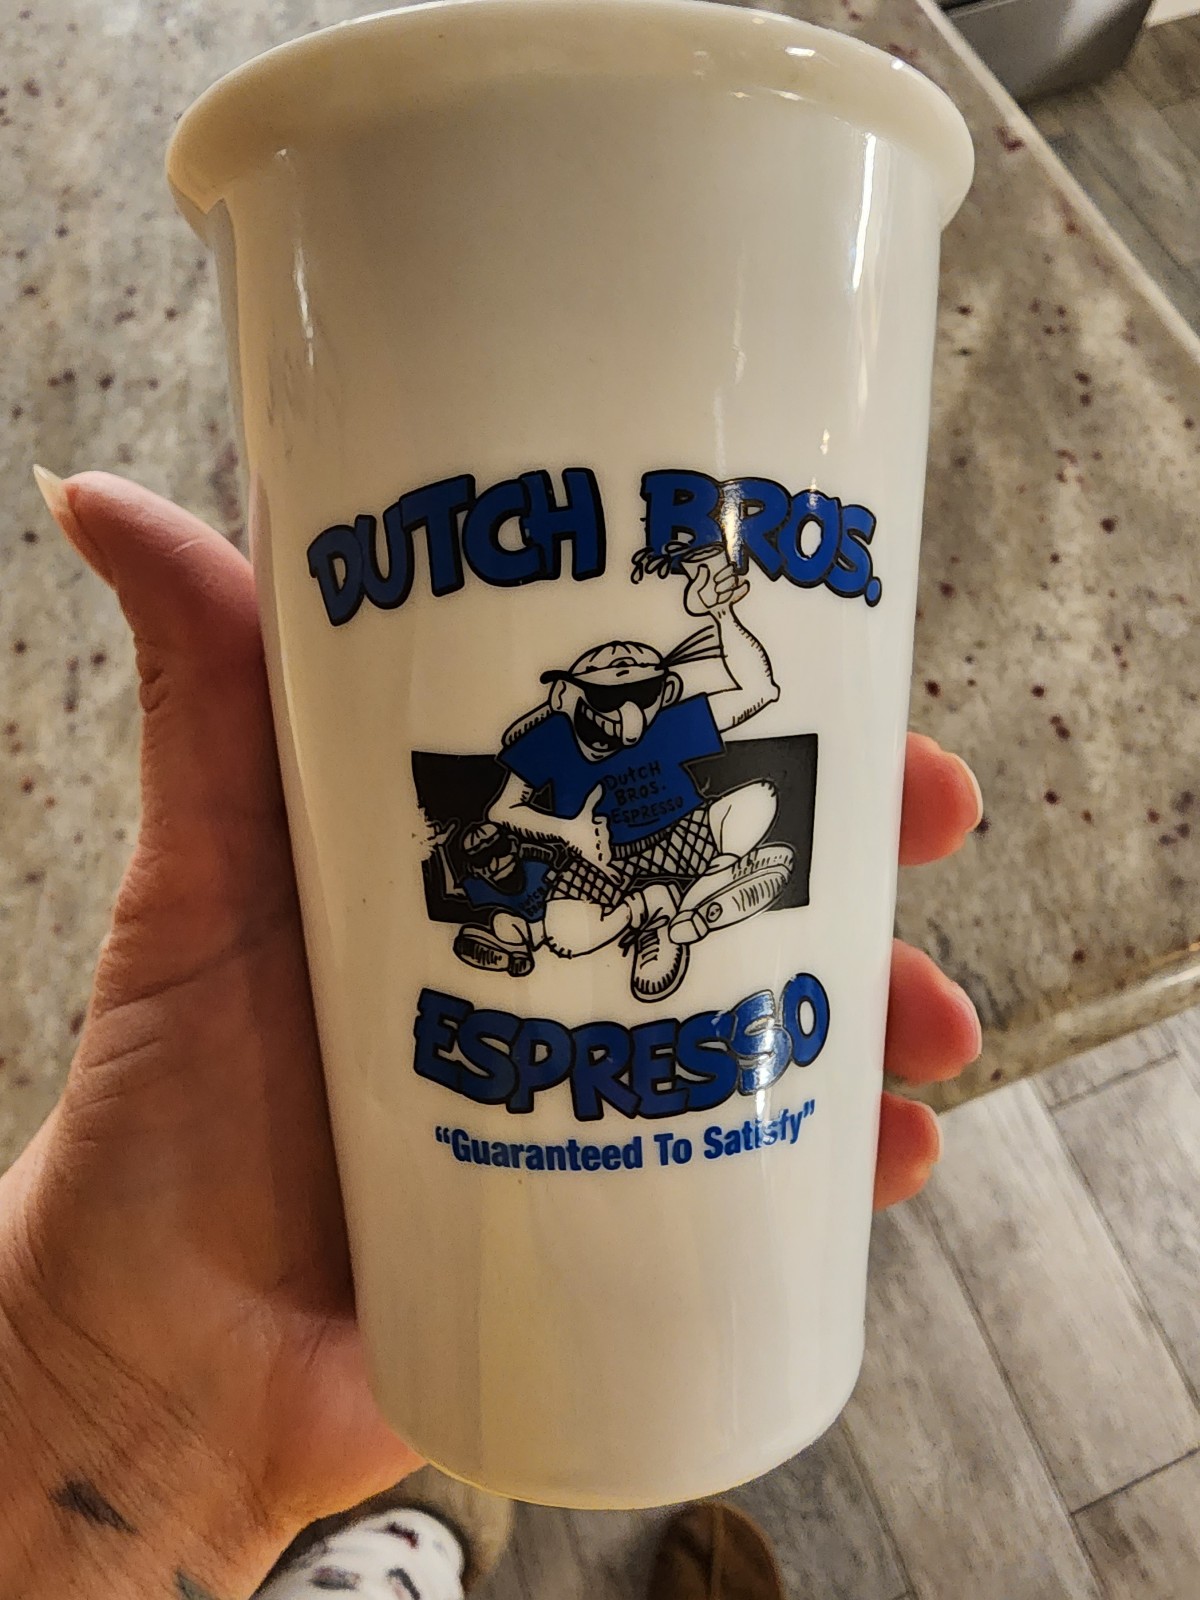 DUTCH BROS.
DUTCH
BROS.
ESPRESSO
ESPRESSO
"Guaranteed To Satisfy"